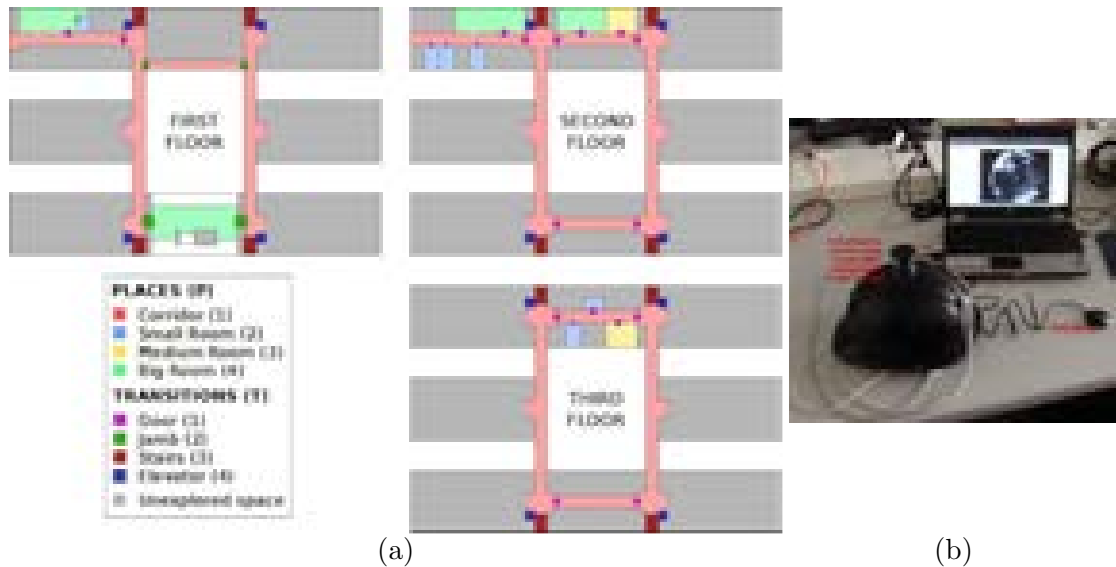 FIRST
FLOOR
SECOND
FLOOR
THIRD
FLOOR
PLACES (P)
Corridor (1)
Small Room (2)
Medium Room (3)
Big Room (4)
TRANSITIONS (T)
Door (1)
Jamb (2)
Stairs (3)
Elevator (4)
Unexplored space
(a)
(b)